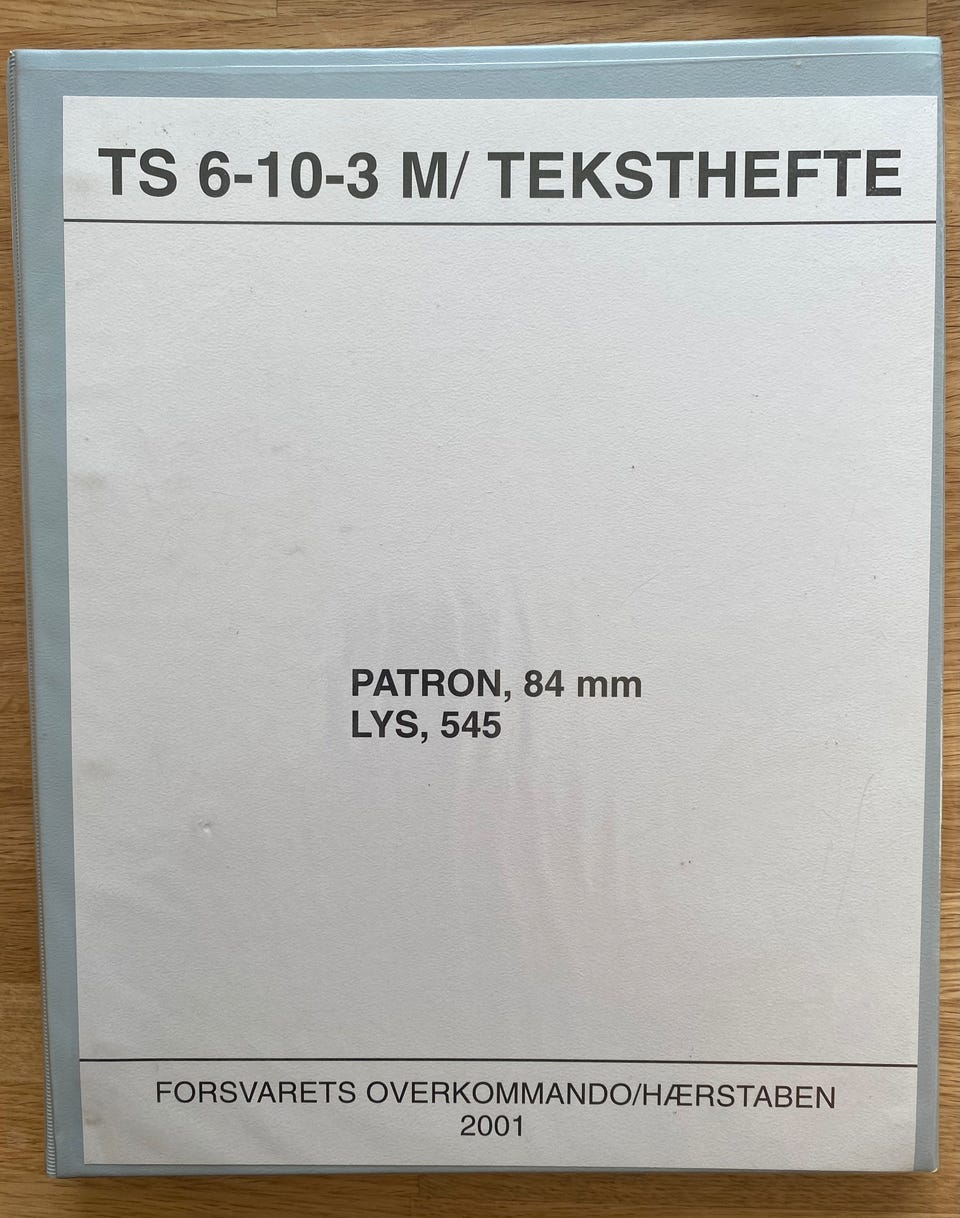 TS 6-10-3 M/ TEKSTHEFTE
PATRON, 84 mm
LYS, 545
FORSVARETS OVERKOMMANDO/HÆRSTABEN
2001